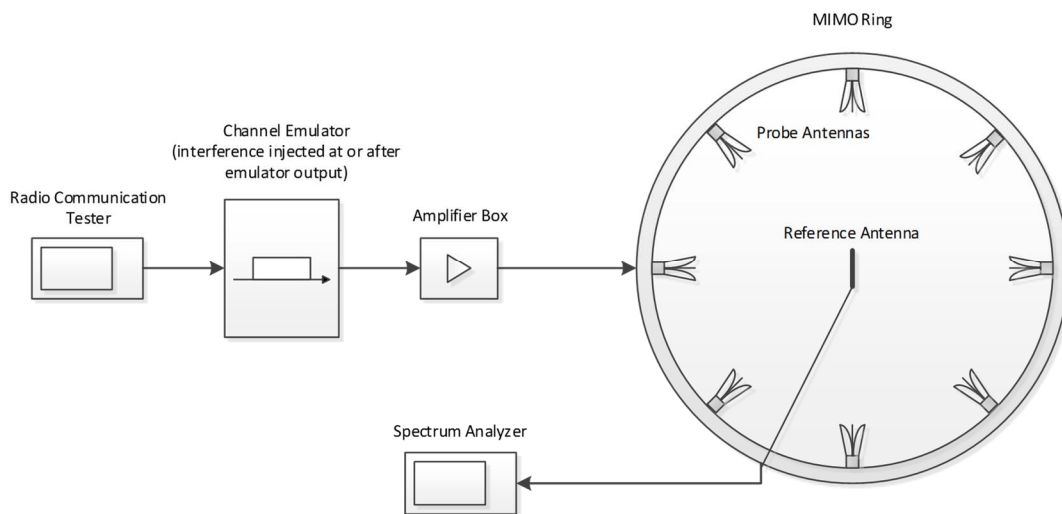 MIMO Ring
Probe Antennas
Channel Emulator
(interference injected at or after
emulator output)
Radio Communication
Tester
Amplifier Box
Reference Antenna
Spectrum Analyzer